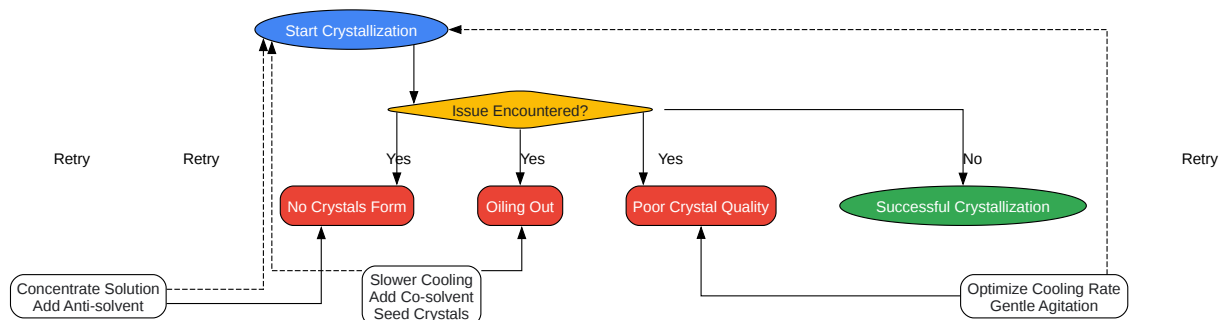 Start Crystallization
Issue Encountered?
Retry
Retry
Yes
Yes
Yes
No
Retry
No Crystals Form
Oiling Out
Poor Crystal Quality
Successful Crystallization
Concentrate Solution
Add Anti-solvent
Slower Cooling
Add Co-solvent
Seed Crystals
Optimize Cooling Rate
Gentle Agitation